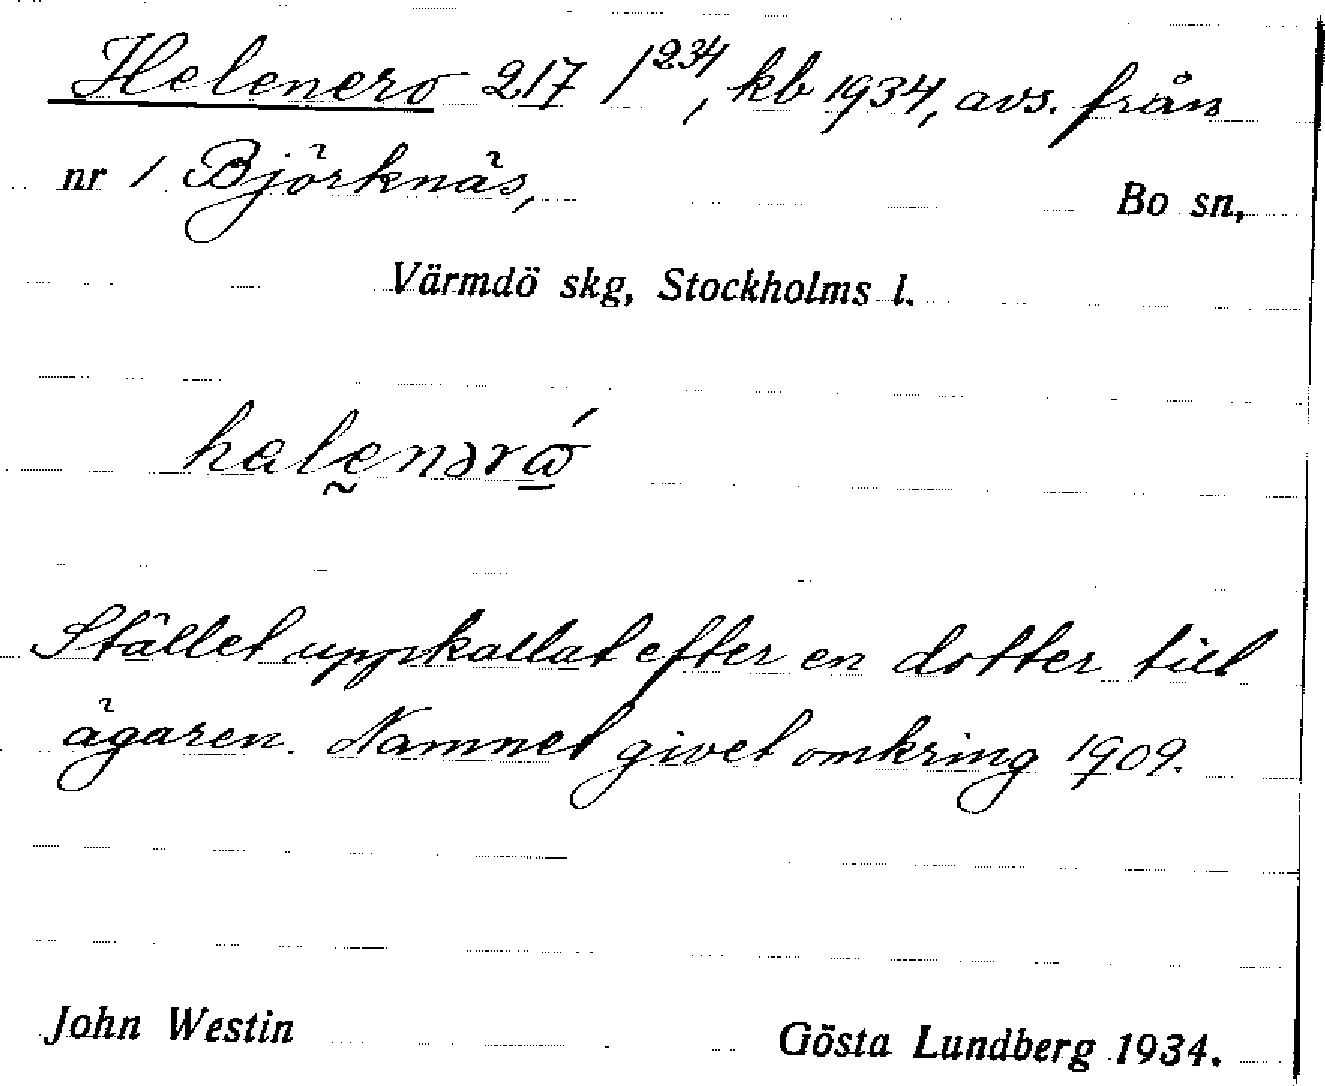 Helenero 217 1²³⁴, kb 1934, avs. från
nr 1 Björknäs, Bo sn,
Värmdö skg, Stockholms l.
Stället uppkallat efter en dotter till
ägaren. Namnet givet omkring 1909.
John Westin Gösta Lundberg 1934.